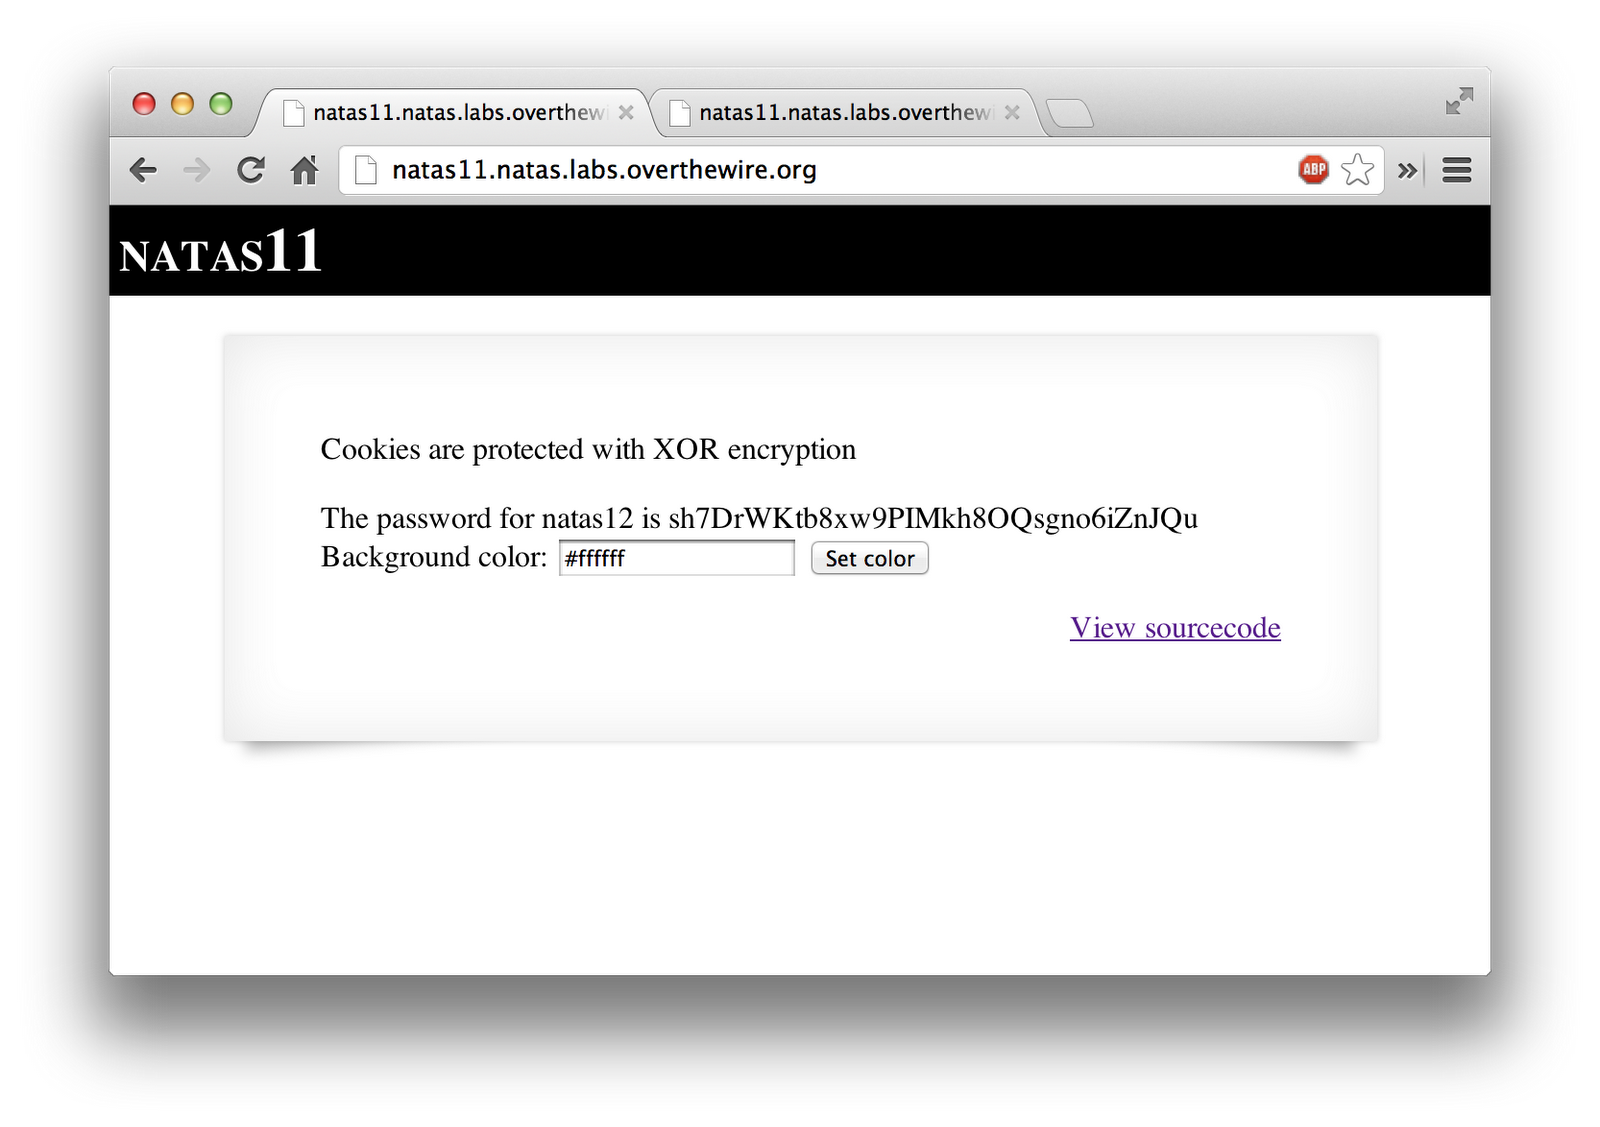 natas11.natas.labs.overthew
natas11.natas.labs.overthew
natas11.natas.labs.overthewire.org
ABP
NATAS11
Cookies are protected with XOR encryption
The password for natas12 is sh7DrWKtb8xw9PIMkh8OQsgno6iZnJQu
Background color: #ffffff Set color
View sourcecode